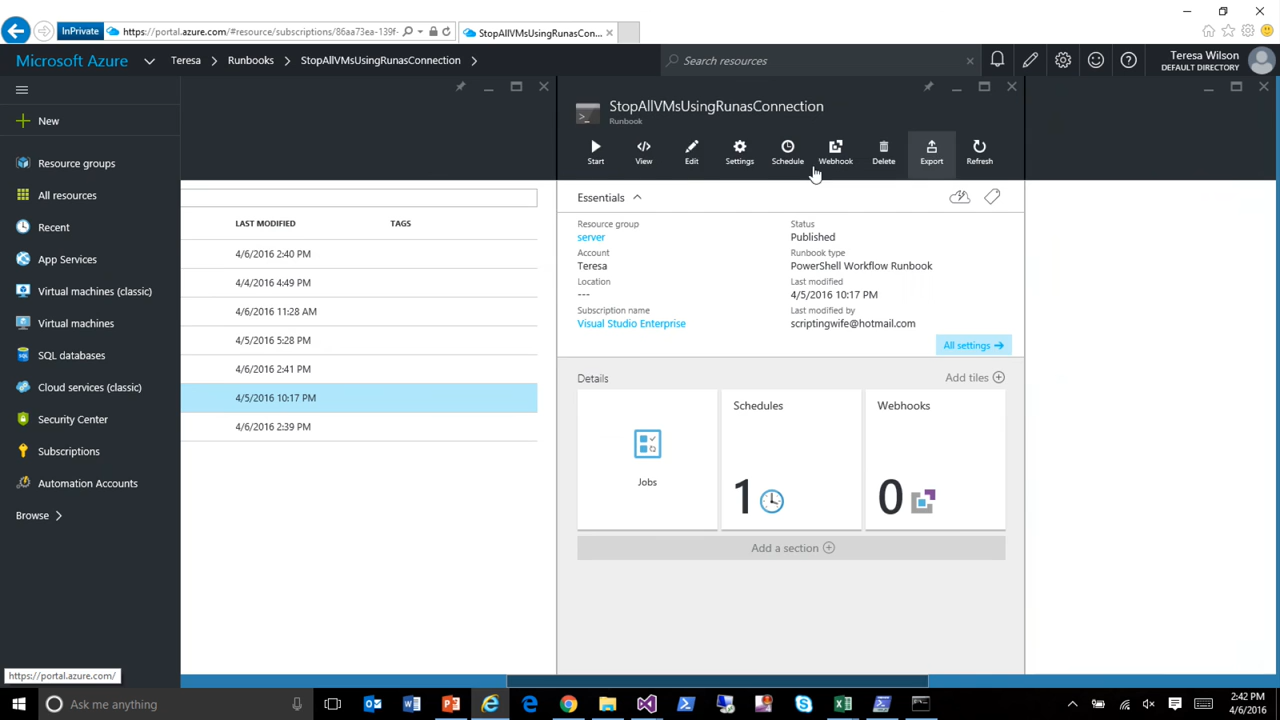 InPrivate
https://portal.azure.com/#resource/subscriptions/86aa73ea-139f-
StopAllVMsUsingRunasCon...
Microsoft Azure
Teresa
Runbooks
StopAllVMsUsingRunasConnection
Search resources
Teresa Wilson
DEFAULT DIRECTORY
New
Resource groups
All resources
Recent
App Services
Virtual machines (classic)
Virtual machines
SQL databases
Cloud services (classic)
Security Center
Subscriptions
Automation Accounts
Browse
https://portal.azure.com/
LAST MODIFIED TAGS
4/6/2016 2:40 PM
4/4/2016 4:49 PM
4/6/2016 11:28 AM
4/5/2016 5:28 PM
4/6/2016 2:41 PM
4/5/2016 10:17 PM
4/6/2016 2:39 PM
StopAllVMsUsingRunasConnection
Runbook
Start View Edit Settings Schedule Webhook Delete Export Refresh
Essentials
Resource group
server
Account
Teresa
Location
---
Subscription name
Visual Studio Enterprise
Status
Published
Runbook type
PowerShell Workflow Runbook
Last modified
4/5/2016 10:17 PM
Last modified by
scriptingwife@hotmail.com
All settings
Details
Add tiles
Jobs
Schedules
1
Webhooks
0
Add a section
Ask me anything
2:42 PM
4/6/2016